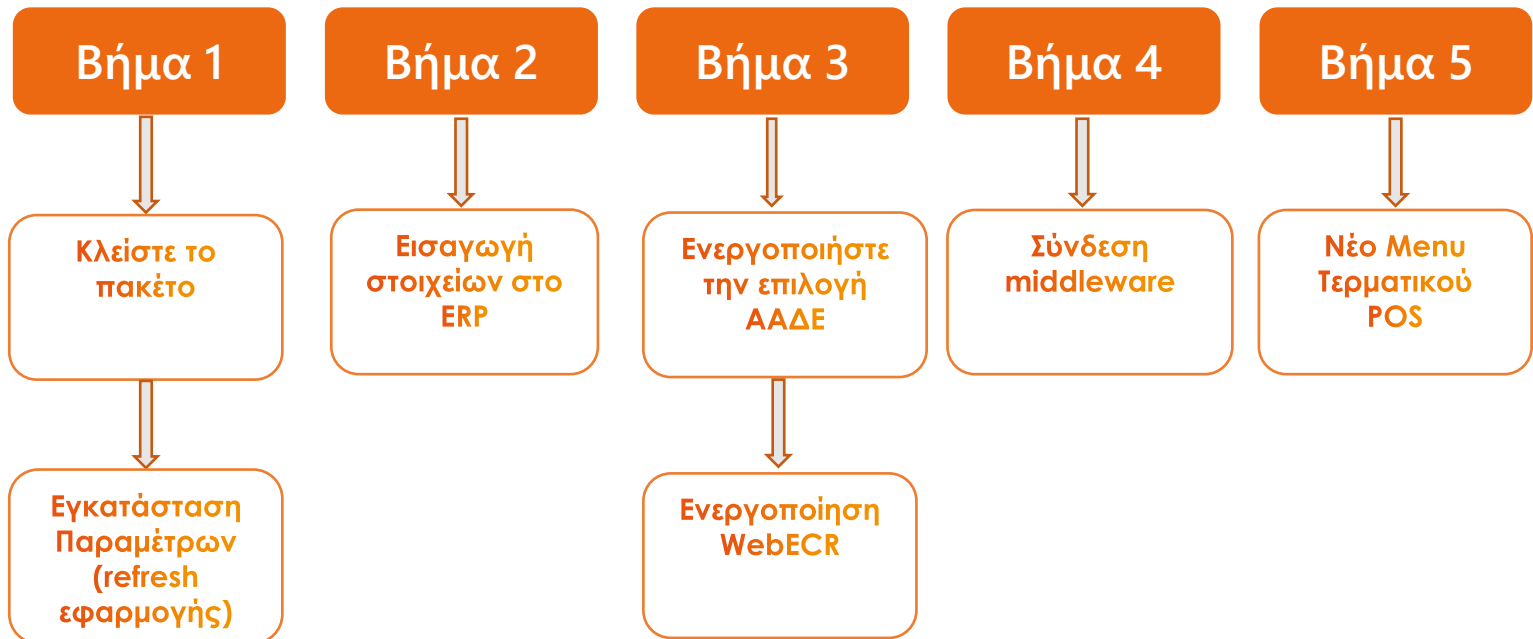 Βήμα 1
Βήμα 2
Βήμα 3
Βήμα 4
Βήμα 5
Κλείστε το
πακέτο
Εισαγωγή
στοιχείων στο
ERP
Ενεργοποιήστε
την επιλογή
ΑΑΔΕ
Σύνδεση
middleware
Νέο Menu
Τερματικού
POS
Εγκατάσταση
Παραμέτρων
(refresh
εφαρμογής)
Ενεργοποίηση
WebECR